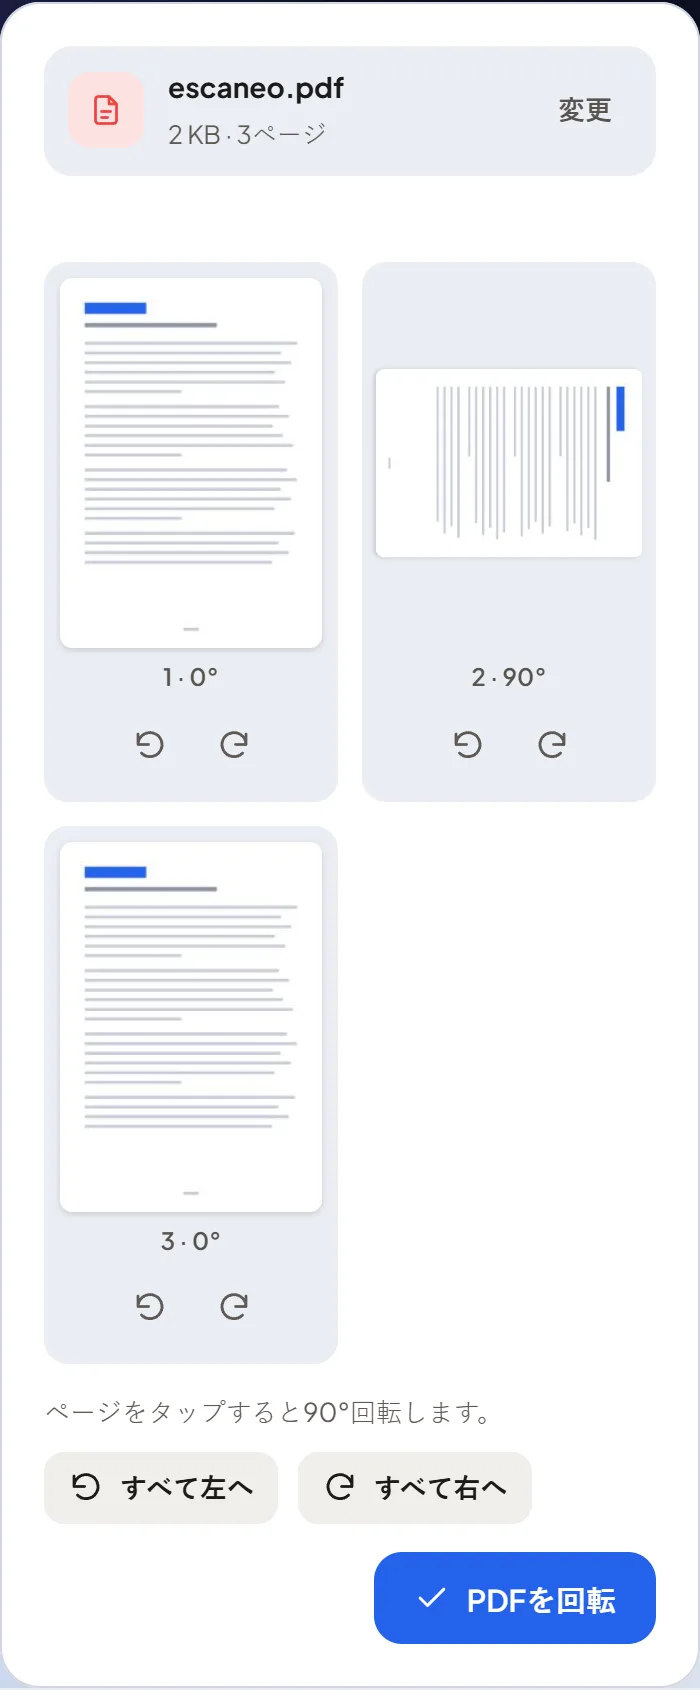 escaneo.pdf
2 KB · 3ページ
変更
1 · 0°
2 · 90°
3 · 0°
ページをタップすると90°回転します。
すべて左へ
すべて右へ
PDFを回転